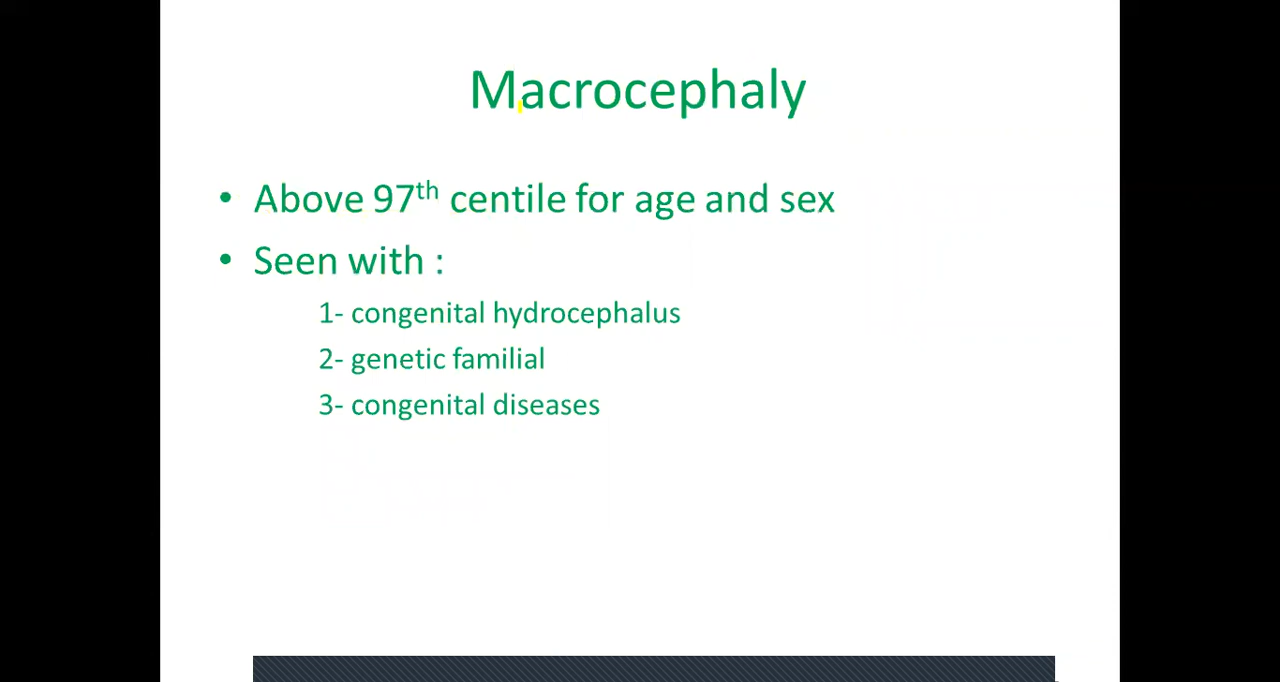 Macrocephaly
• Above 97th centile for age and sex
• Seen with :
1- congenital hydrocephalus
2- genetic familial
3- congenital diseases